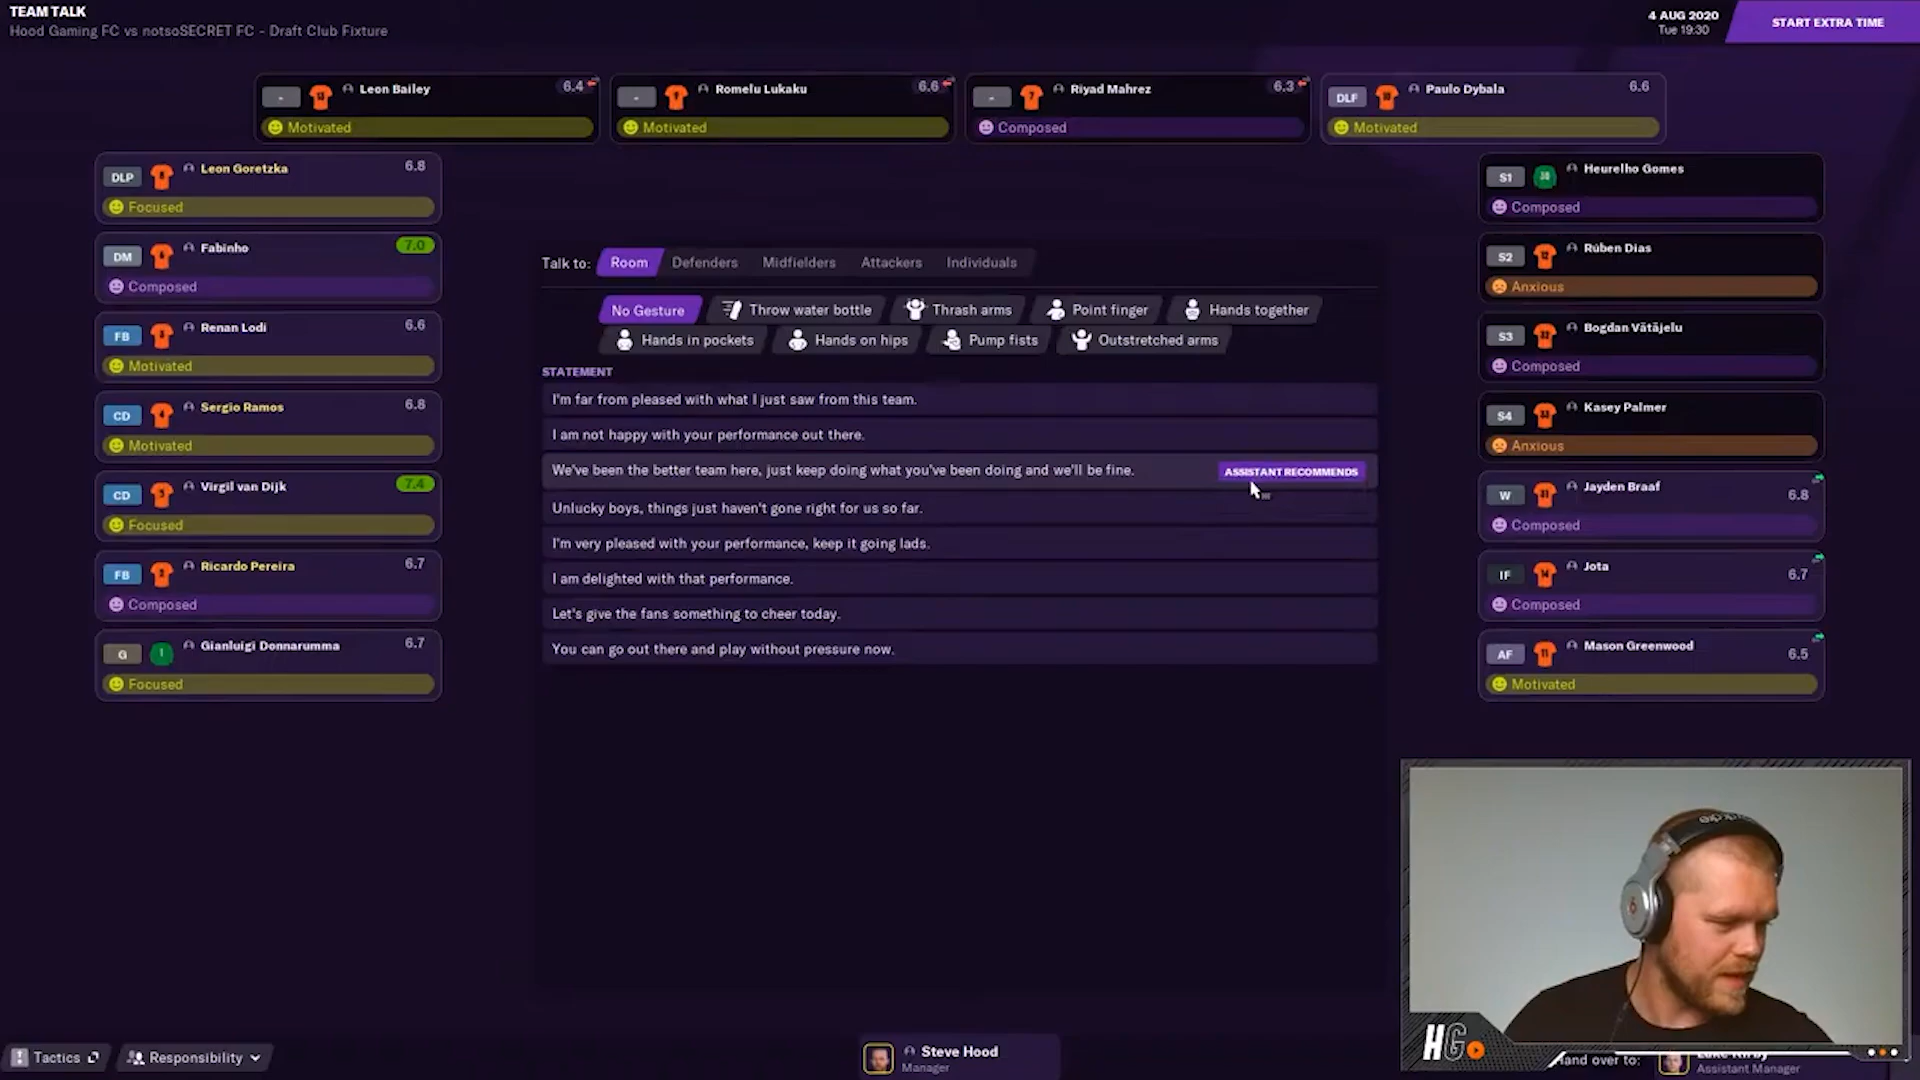 TEAM TALK
Hood Gaming FC vs notsoSECRET FC - Draft Club Fixture
4 AUG 2020
Tue 19:30
START EXTRA TIME
- Leon Bailey 6.4
Motivated
- Romelu Lukaku 6.6
Motivated
- 7 Riyad Mahrez 6.3
Composed
DLF Paulo Dybala 6.6
Motivated
DLP Leon Goretzka 6.8
Focused
DM Fabinho 7.0
Composed
FB Renan Lodi 6.6
Motivated
CD Sergio Ramos 6.8
Motivated
CD Virgil van Dijk 7.4
Focused
FB Ricardo Pereira 6.7
Composed
G 1 Gianluigi Donnarumma 6.7
Focused
Talk to: Room Defenders Midfielders Attackers Individuals
No Gesture Throw water bottle Thrash arms Point finger Hands together
Hands in pockets Hands on hips Pump fists Outstretched arms
STATEMENT
I'm far from pleased with what I just saw from this team.
I am not happy with your performance out there.
We've been the better team here, just keep doing what you've been doing and we'll be fine. ASSISTANT RECOMMENDS
Unlucky boys, things just haven't gone right for us so far.
I'm very pleased with your performance, keep it going lads.
I am delighted with that performance.
Let's give the fans something to cheer today.
You can go out there and play without pressure now.
S1 Heurelho Gomes
Composed
S2 Rúben Dias
Anxious
S3 Bogdan Vătăjelu
Composed
S4 Kasey Palmer
Anxious
W Jayden Braaf 6.8
Composed
IF Jota 6.7
Composed
AF Mason Greenwood 6.5
Motivated
HG
Tactics
Responsibility
Steve Hood
Manager
Hand over to:
Assistant Manager